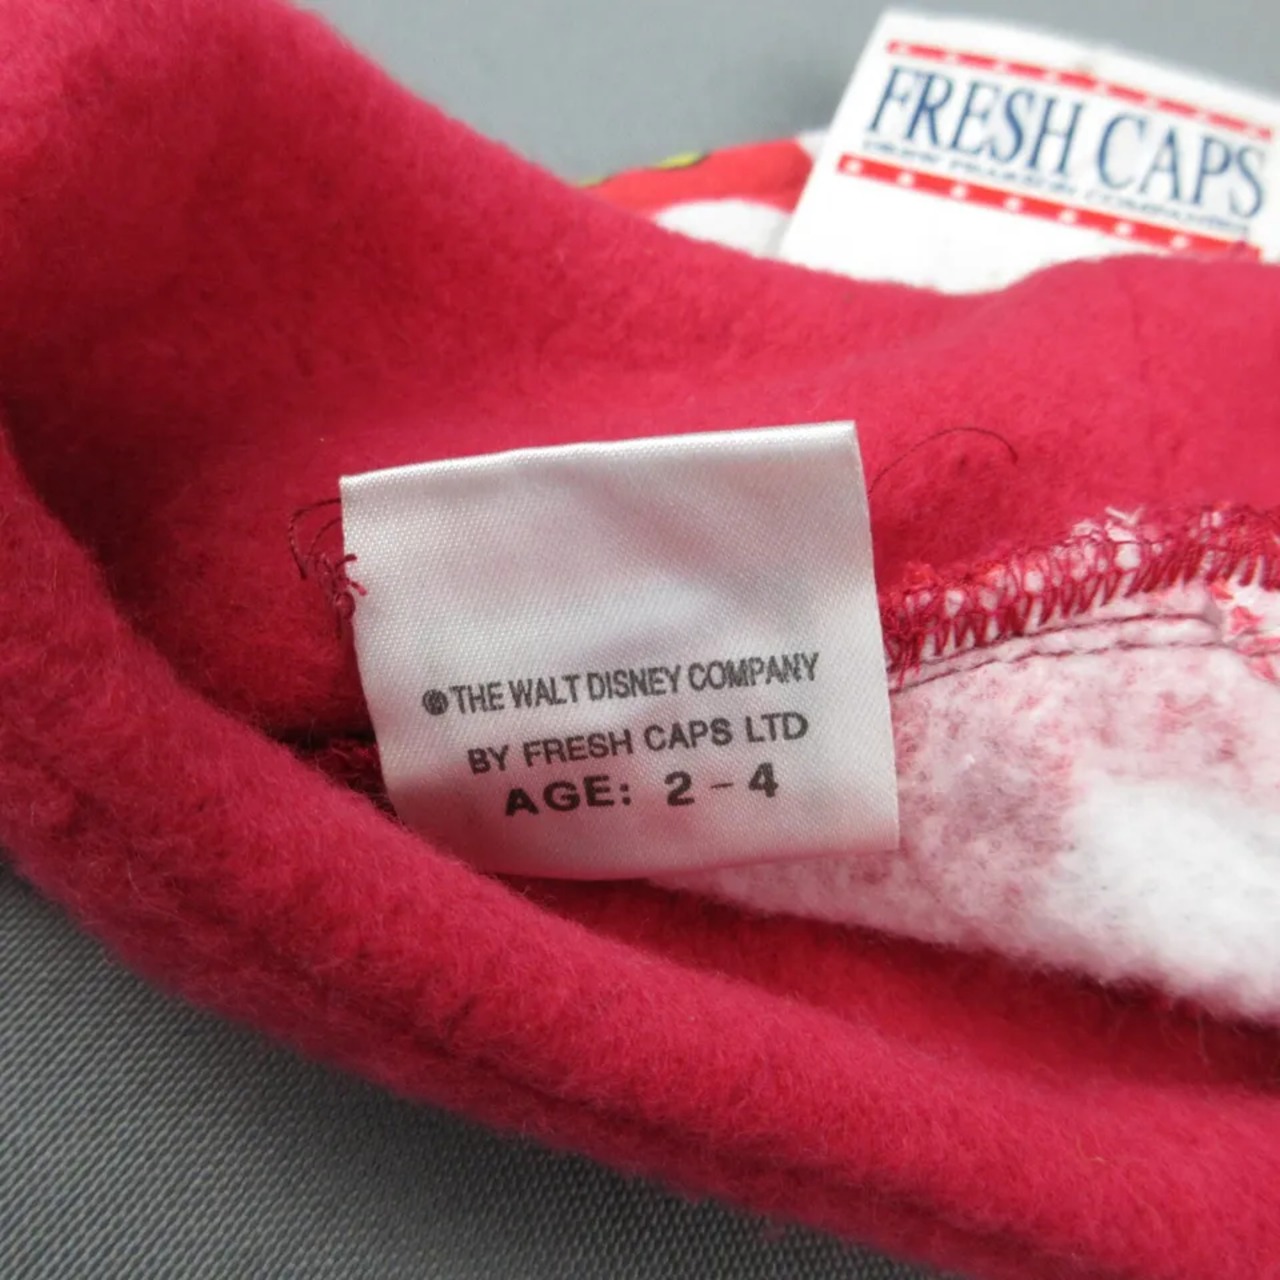 FRESH CAPS
© THE WALT DISNEY COMPANY
BY FRESH CAPS LTD
AGE: 2 - 4